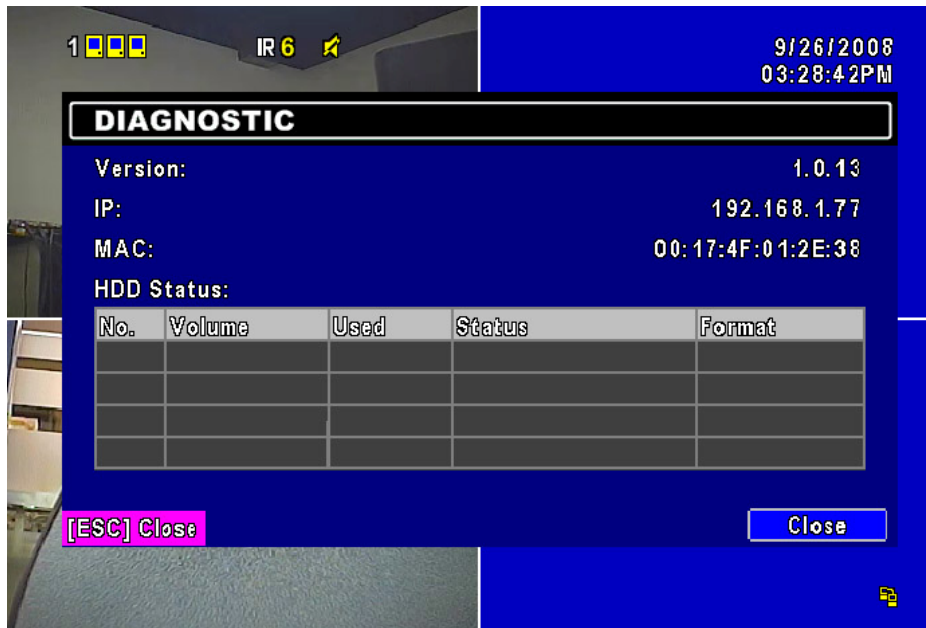 1 IR 6
9/26/2008
03:28:42PM
DIAGNOSTIC
Version: 1.0.13
IP: 192.168.1.77
MAC: 00:17:4F:01:2E:38
HDD Status:
No. Volume Used Status Format
[ESC] Close Close